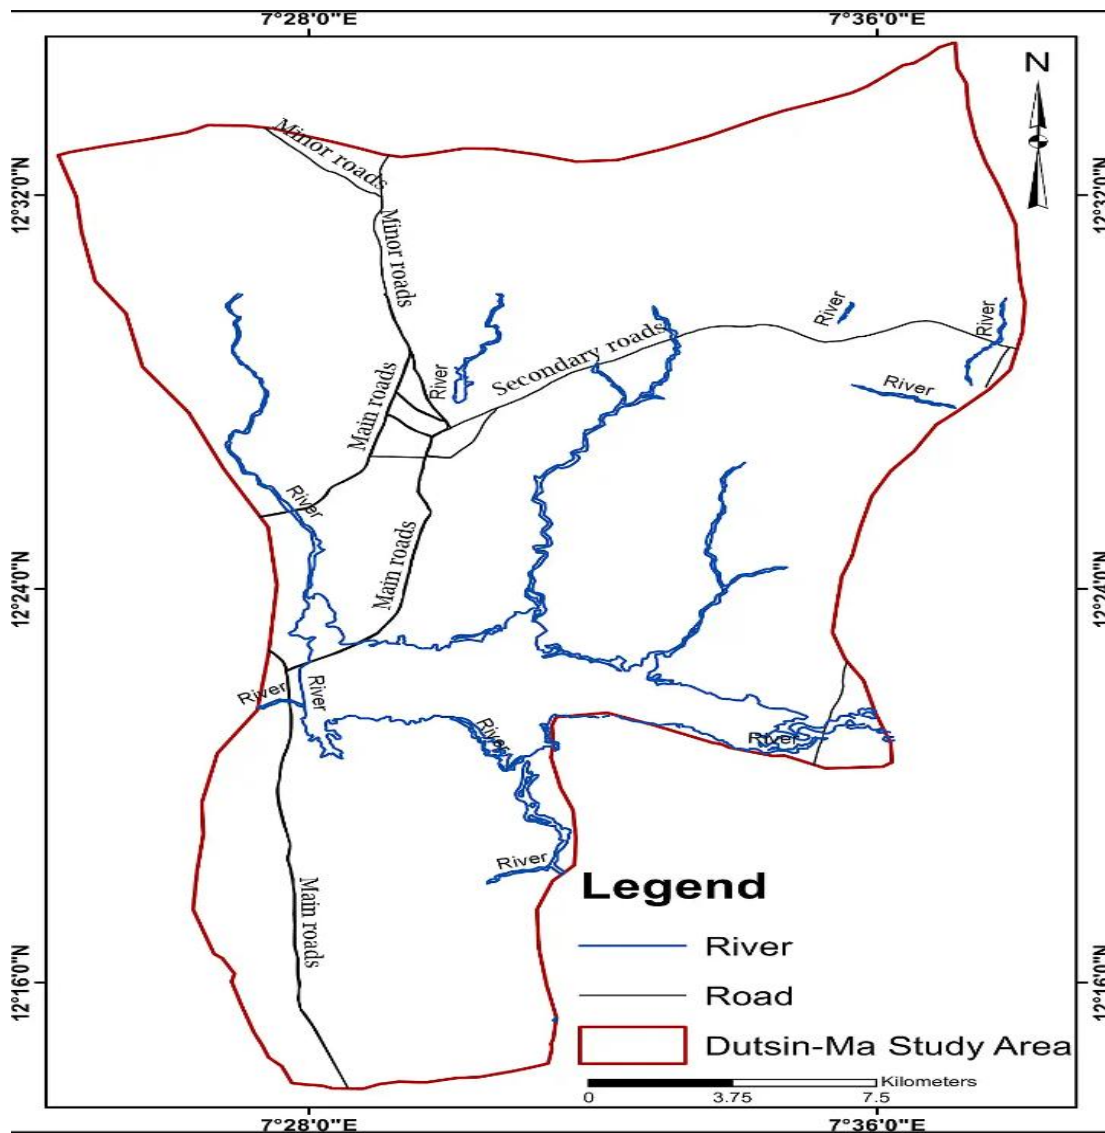 7°28'0"E
7°36'0"E
N
Minor roads
12°32'0"N
12°32'0"N
Minor roads
River
River
Secondary roads
River
River
Main roads
River
Main roads
12°24'0"N
12°24'0"N
River
River
River
River
River
Main roads
Legend
River
Road
12°16'0"N
12°16'0"N
Dutsin-Ma Study Area
Kilometers
0
3.75
7.5
7°28'0"E
7°36'0"E